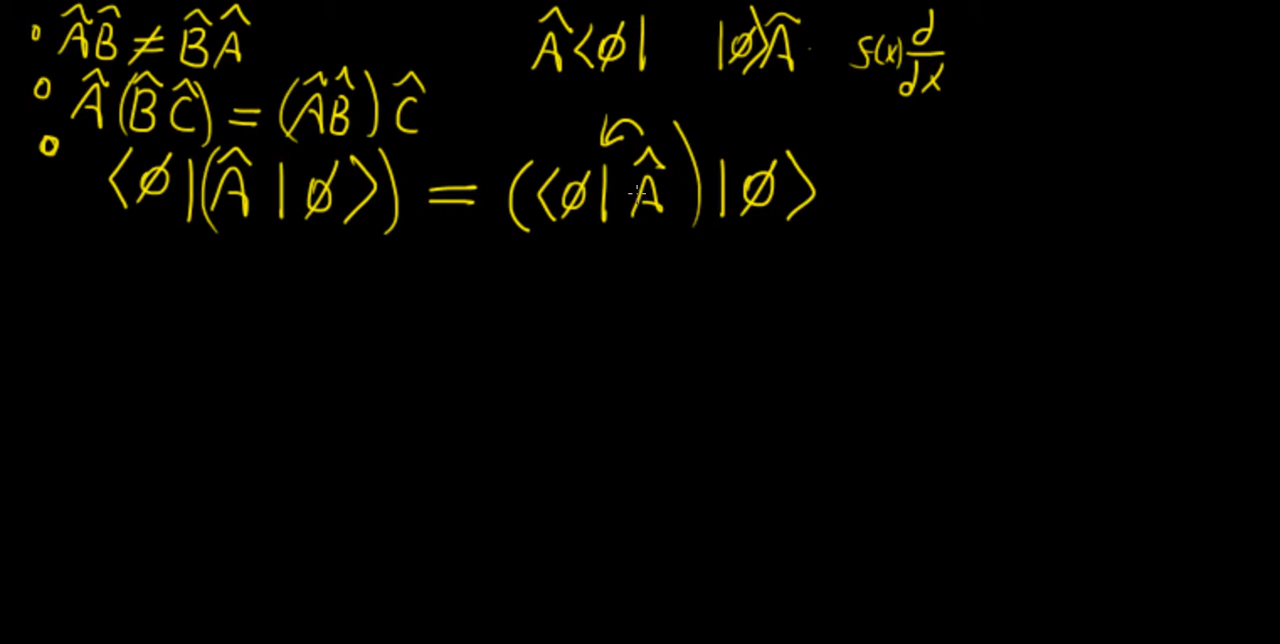 ∘ ÂB̂ ≠ B̂Â
Â⟨ϕ| |ϕ⟩Â f(x) d/dx
∘ Â(B̂Ĉ) = (ÂB̂)Ĉ
∘ ⟨ϕ|(Â|ϕ⟩) = (⟨ϕ|Â)|ϕ⟩